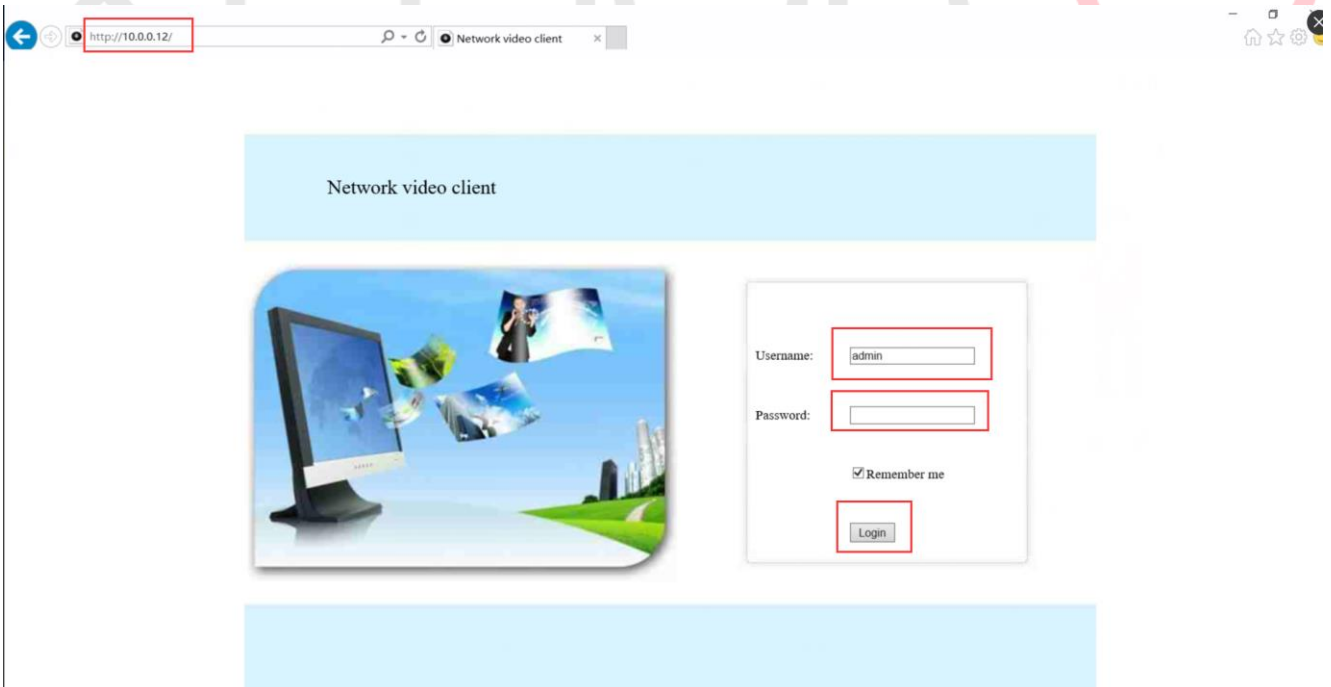 http://10.0.0.12/
Network video client
Network video client
Username: admin
Password:
Remember me
Login